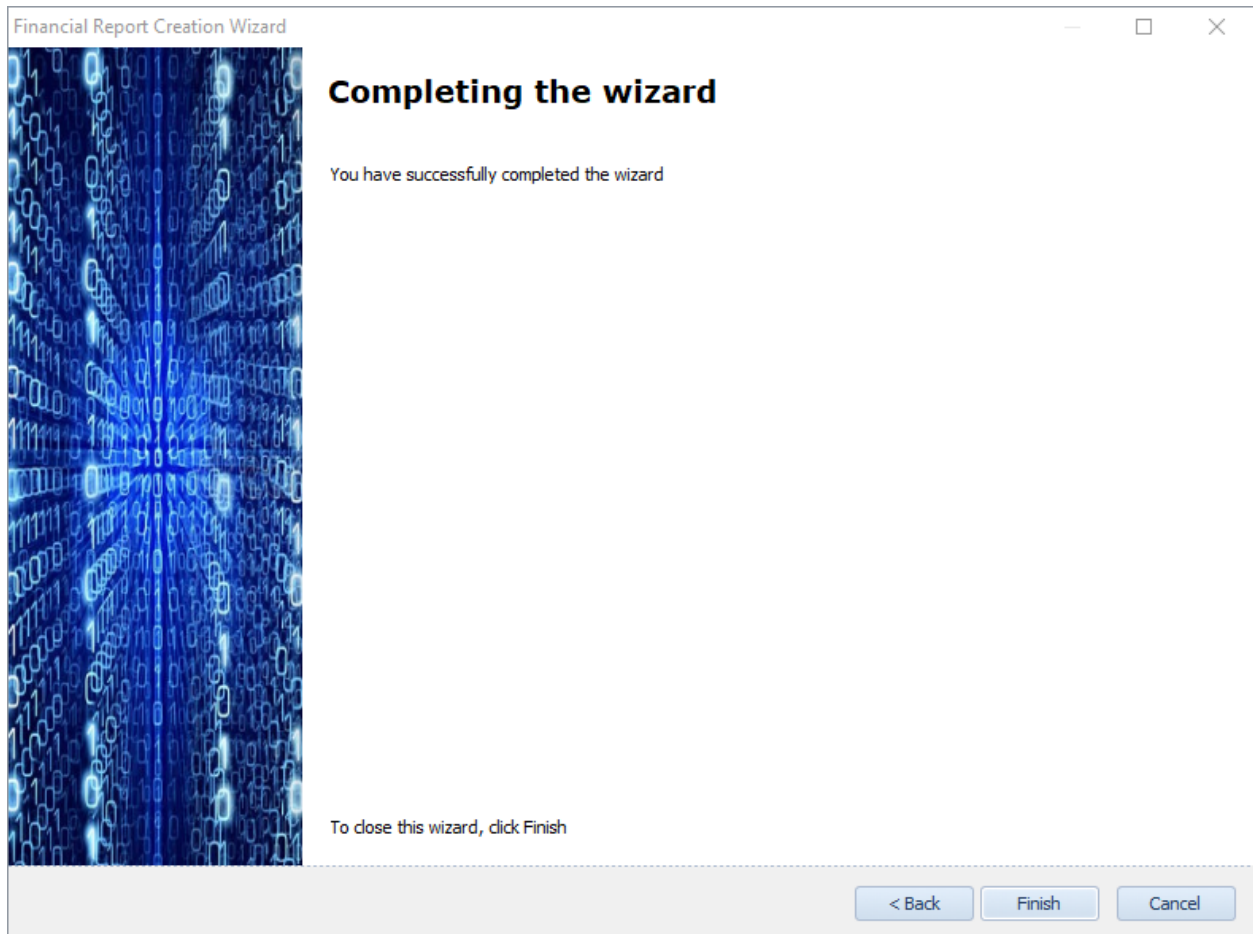 Financial Report Creation Wizard
Completing the wizard
You have successfully completed the wizard
To close this wizard, click Finish
< Back
Finish
Cancel